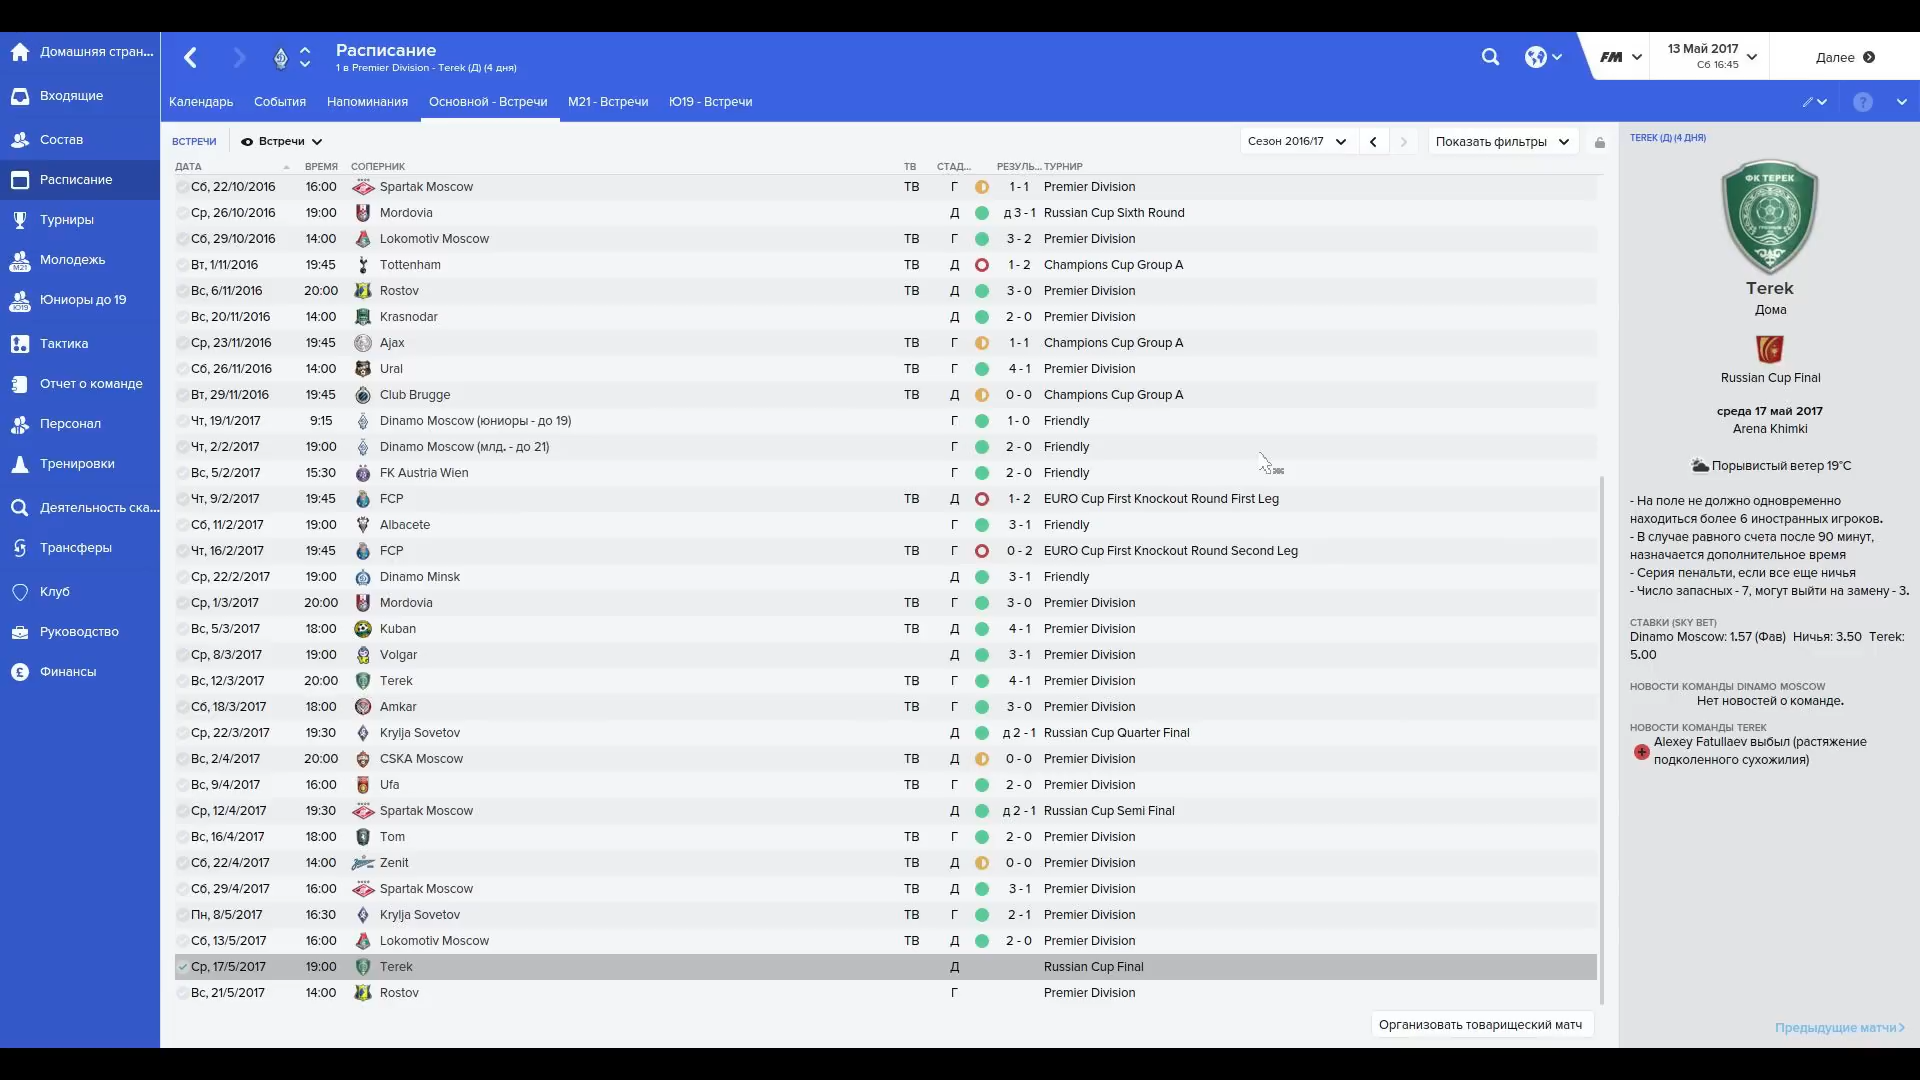 Домашняя стран...
Входящие
Состав
Расписание
Турниры
Молодежь
M21
Юниоры до 19
Ю19
Тактика
Отчет о команде
Персонал
Тренировки
Деятельность ска...
Трансферы
Клуб
Руководство
Финансы
Расписание
1 в Premier Division - Terek (Д) (4 дня)
FM
13 Май 2017
Сб 16:45
Далее
Календарь События Напоминания Основной - Встречи М21 - Встречи Ю19 - Встречи
?
ВСТРЕЧИ Встречи Сезон 2016/17 Показать фильтры
ДАТА ВРЕМЯ СОПЕРНИК ТВ СТАД... РЕЗУЛЬ... ТУРНИР
Сб, 22/10/2016 16:00 Spartak Moscow ТВ Г 1 - 1 Premier Division
Ср, 26/10/2016 19:00 Mordovia Д д 3 - 1 Russian Cup Sixth Round
Сб, 29/10/2016 14:00 Lokomotiv Moscow ТВ Г 3 - 2 Premier Division
Вт, 1/11/2016 19:45 Tottenham ТВ Д 1 - 2 Champions Cup Group A
Вс, 6/11/2016 20:00 Rostov ТВ Д 3 - 0 Premier Division
Вс, 20/11/2016 14:00 Krasnodar Д 2 - 0 Premier Division
Ср, 23/11/2016 19:45 Ajax ТВ Г 1 - 1 Champions Cup Group A
Сб, 26/11/2016 14:00 Ural ТВ Г 4 - 1 Premier Division
Вт, 29/11/2016 19:45 Club Brugge ТВ Д 0 - 0 Champions Cup Group A
Чт, 19/1/2017 9:15 Dinamo Moscow (юниоры - до 19) Г 1 - 0 Friendly
Чт, 2/2/2017 19:00 Dinamo Moscow (млд. - до 21) Г 2 - 0 Friendly
Вс, 5/2/2017 15:30 FK Austria Wien Г 2 - 0 Friendly
Чт, 9/2/2017 19:45 FCP ТВ Д 1 - 2 EURO Cup First Knockout Round First Leg
Сб, 11/2/2017 19:00 Albacete Г 3 - 1 Friendly
Чт, 16/2/2017 19:45 FCP ТВ Г 0 - 2 EURO Cup First Knockout Round Second Leg
Ср, 22/2/2017 19:00 Dinamo Minsk Д 3 - 1 Friendly
Ср, 1/3/2017 20:00 Mordovia ТВ Г 3 - 0 Premier Division
Вс, 5/3/2017 18:00 Kuban ТВ Д 4 - 1 Premier Division
Ср, 8/3/2017 19:00 Volgar Д 3 - 1 Premier Division
Вс, 12/3/2017 20:00 Terek ТВ Г 4 - 1 Premier Division
Сб, 18/3/2017 18:00 Amkar ТВ Г 3 - 0 Premier Division
Ср, 22/3/2017 19:30 Krylja Sovetov Д д 2 - 1 Russian Cup Quarter Final
Вс, 2/4/2017 20:00 CSKA Moscow ТВ Д 0 - 0 Premier Division
Вс, 9/4/2017 16:00 Ufa ТВ Г 2 - 0 Premier Division
Ср, 12/4/2017 19:30 Spartak Moscow Д д 2 - 1 Russian Cup Semi Final
Вс, 16/4/2017 18:00 Tom ТВ Г 2 - 0 Premier Division
Сб, 22/4/2017 14:00 Zenit ТВ Д 0 - 0 Premier Division
Сб, 29/4/2017 16:00 Spartak Moscow ТВ Д 3 - 1 Premier Division
Пн, 8/5/2017 16:30 Krylja Sovetov ТВ Г 2 - 1 Premier Division
Сб, 13/5/2017 16:00 Lokomotiv Moscow ТВ Д 2 - 0 Premier Division
Ср, 17/5/2017 19:00 Terek Д Russian Cup Final
Вс, 21/5/2017 14:00 Rostov Г Premier Division
Организовать товарищеский матч
TEREK (Д) (4 ДНЯ)
ФК ТЕРЕК
Terek
Дома
Russian Cup Final
среда 17 май 2017
Arena Khimki
Порывистый ветер 19°C
- На поле не должно одновременно
находиться более 6 иностранных игроков.
- В случае равного счета после 90 минут,
назначается дополнительное время
- Серия пенальти, если все еще ничья
- Число запасных - 7, могут выйти на замену - 3.
СТАВКИ (SKY BET)
Dinamo Moscow: 1.57 (Фав) Ничья: 3.50 Terek:
5.00
НОВОСТИ КОМАНДЫ DINAMO MOSCOW
Нет новостей о команде.
НОВОСТИ КОМАНДЫ TEREK
Alexey Fatullaev выбыл (растяжение
подколенного сухожилия)
Предыдущие матчи